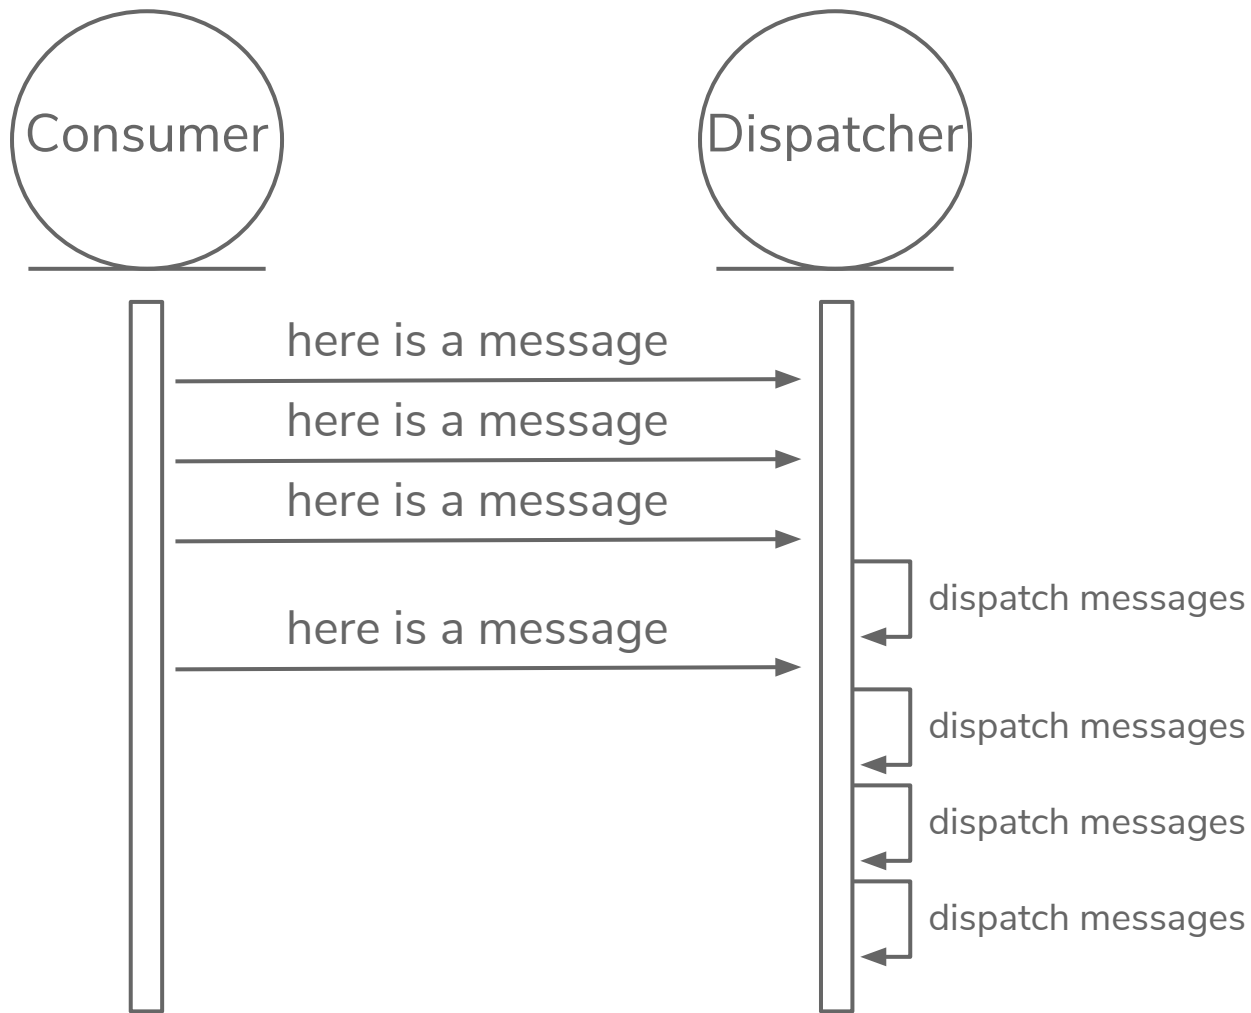 Consumer
Dispatcher
here is a message
here is a message
here is a message
dispatch messages
here is a message
dispatch messages
dispatch messages
dispatch messages